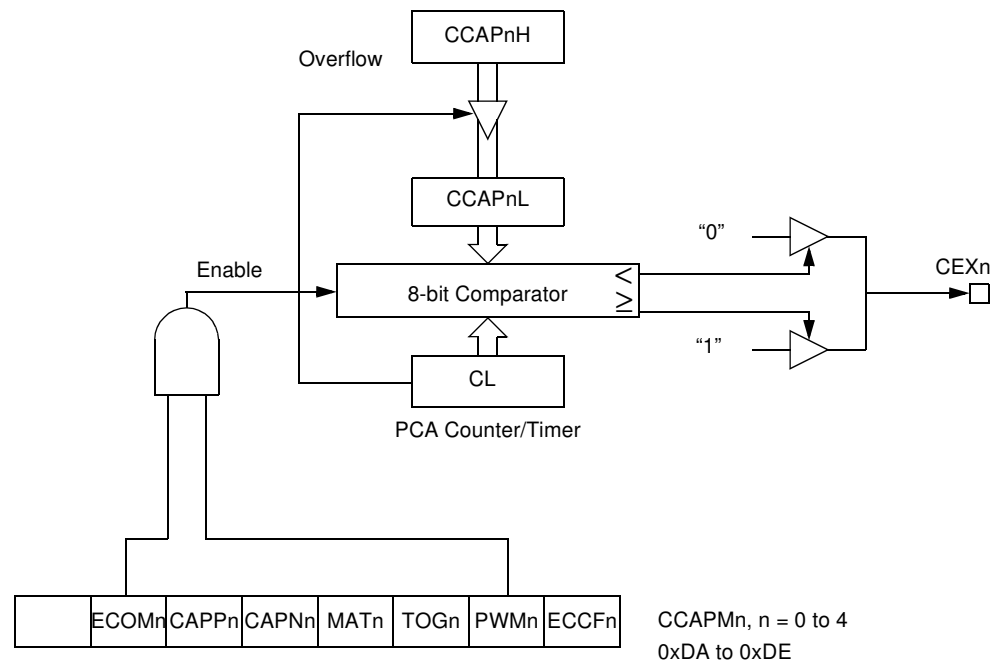 CCAPnH
Overflow
CCAPnL
“0”
Enable
<
CEXn
8-bit Comparator
≥
“1”
CL
PCA Counter/Timer
ECOMn CAPPn CAPNn MATn TOGn PWMn ECCFn
CCAPMn, n = 0 to 4
0xDA to 0xDE